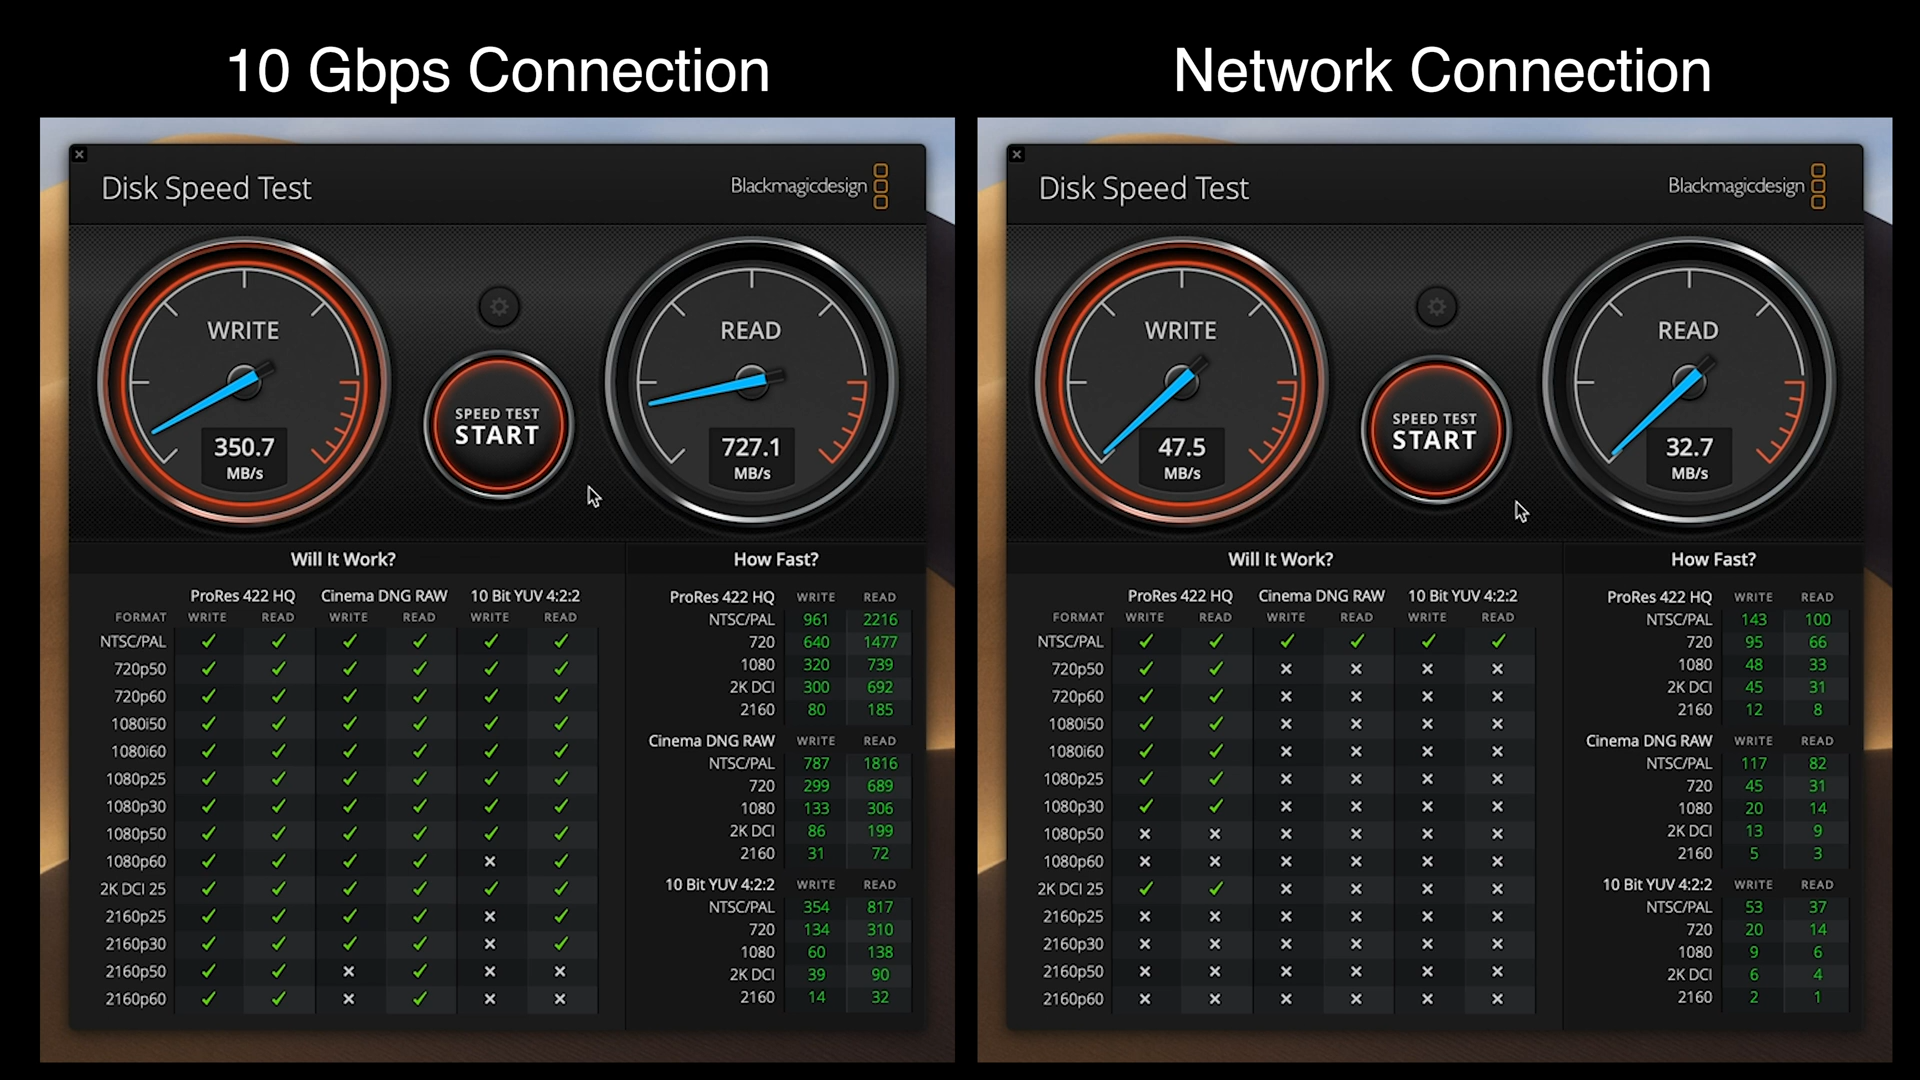 10 Gbps Connection
Disk Speed Test
Blackmagicdesign
WRITE
350.7
MB/s
SPEED TEST
START
READ
727.1
MB/s
Will It Work?
ProRes 422 HQ Cinema DNG RAW 10 Bit YUV 4:2:2
FORMAT WRITE READ WRITE READ WRITE READ
NTSC/PAL ✓ ✓ ✓ ✓ ✓ ✓
720p50 ✓ ✓ ✓ ✓ ✓ ✓
720p60 ✓ ✓ ✓ ✓ ✓ ✓
1080i50 ✓ ✓ ✓ ✓ ✓ ✓
1080i60 ✓ ✓ ✓ ✓ ✓ ✓
1080p25 ✓ ✓ ✓ ✓ ✓ ✓
1080p30 ✓ ✓ ✓ ✓ ✓ ✓
1080p50 ✓ ✓ ✓ ✓ ✓ ✓
1080p60 ✓ ✓ ✓ ✓ × ✓
2K DCI 25 ✓ ✓ ✓ ✓ ✓ ✓
2160p25 ✓ ✓ ✓ ✓ × ✓
2160p30 ✓ ✓ ✓ ✓ × ✓
2160p50 ✓ ✓ × ✓ × ×
2160p60 ✓ ✓ × ✓ × ×
How Fast?
ProRes 422 HQ WRITE READ
NTSC/PAL 961 2216
720 640 1477
1080 320 739
2K DCI 300 692
2160 80 185
Cinema DNG RAW WRITE READ
NTSC/PAL 787 1816
720 299 689
1080 133 306
2K DCI 86 199
2160 31 72
10 Bit YUV 4:2:2 WRITE READ
NTSC/PAL 354 817
720 134 310
1080 60 138
2K DCI 39 90
2160 14 32
Network Connection
Disk Speed Test
Blackmagicdesign
WRITE
47.5
MB/s
SPEED TEST
START
READ
32.7
MB/s
Will It Work?
ProRes 422 HQ Cinema DNG RAW 10 Bit YUV 4:2:2
FORMAT WRITE READ WRITE READ WRITE READ
NTSC/PAL ✓ ✓ ✓ ✓ ✓ ✓
720p50 ✓ ✓ × × × ×
720p60 ✓ ✓ × × × ×
1080i50 ✓ ✓ × × × ×
1080i60 ✓ ✓ × × × ×
1080p25 ✓ ✓ × × × ×
1080p30 ✓ ✓ × × × ×
1080p50 × × × × × ×
1080p60 × × × × × ×
2K DCI 25 ✓ ✓ × × × ×
2160p25 × × × × × ×
2160p30 × × × × × ×
2160p50 × × × × × ×
2160p60 × × × × × ×
How Fast?
ProRes 422 HQ WRITE READ
NTSC/PAL 143 100
720 95 66
1080 48 33
2K DCI 45 31
2160 12 8
Cinema DNG RAW WRITE READ
NTSC/PAL 117 82
720 45 31
1080 20 14
2K DCI 13 9
2160 5 3
10 Bit YUV 4:2:2 WRITE READ
NTSC/PAL 53 37
720 20 14
1080 9 6
2K DCI 6 4
2160 2 1